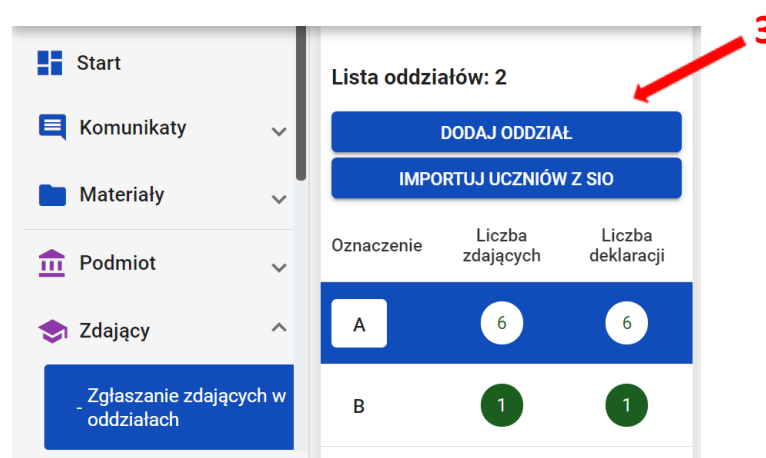 Start
Komunikaty
Materiały
Podmiot
Zdający
- Zgłaszanie zdających w
oddziałach
3
Lista oddziałów: 2
DODAJ ODDZIAŁ
IMPORTUJ UCZNIÓW Z SIO
Oznaczenie Liczba zdających Liczba deklaracji
A 6 6
B 1 1